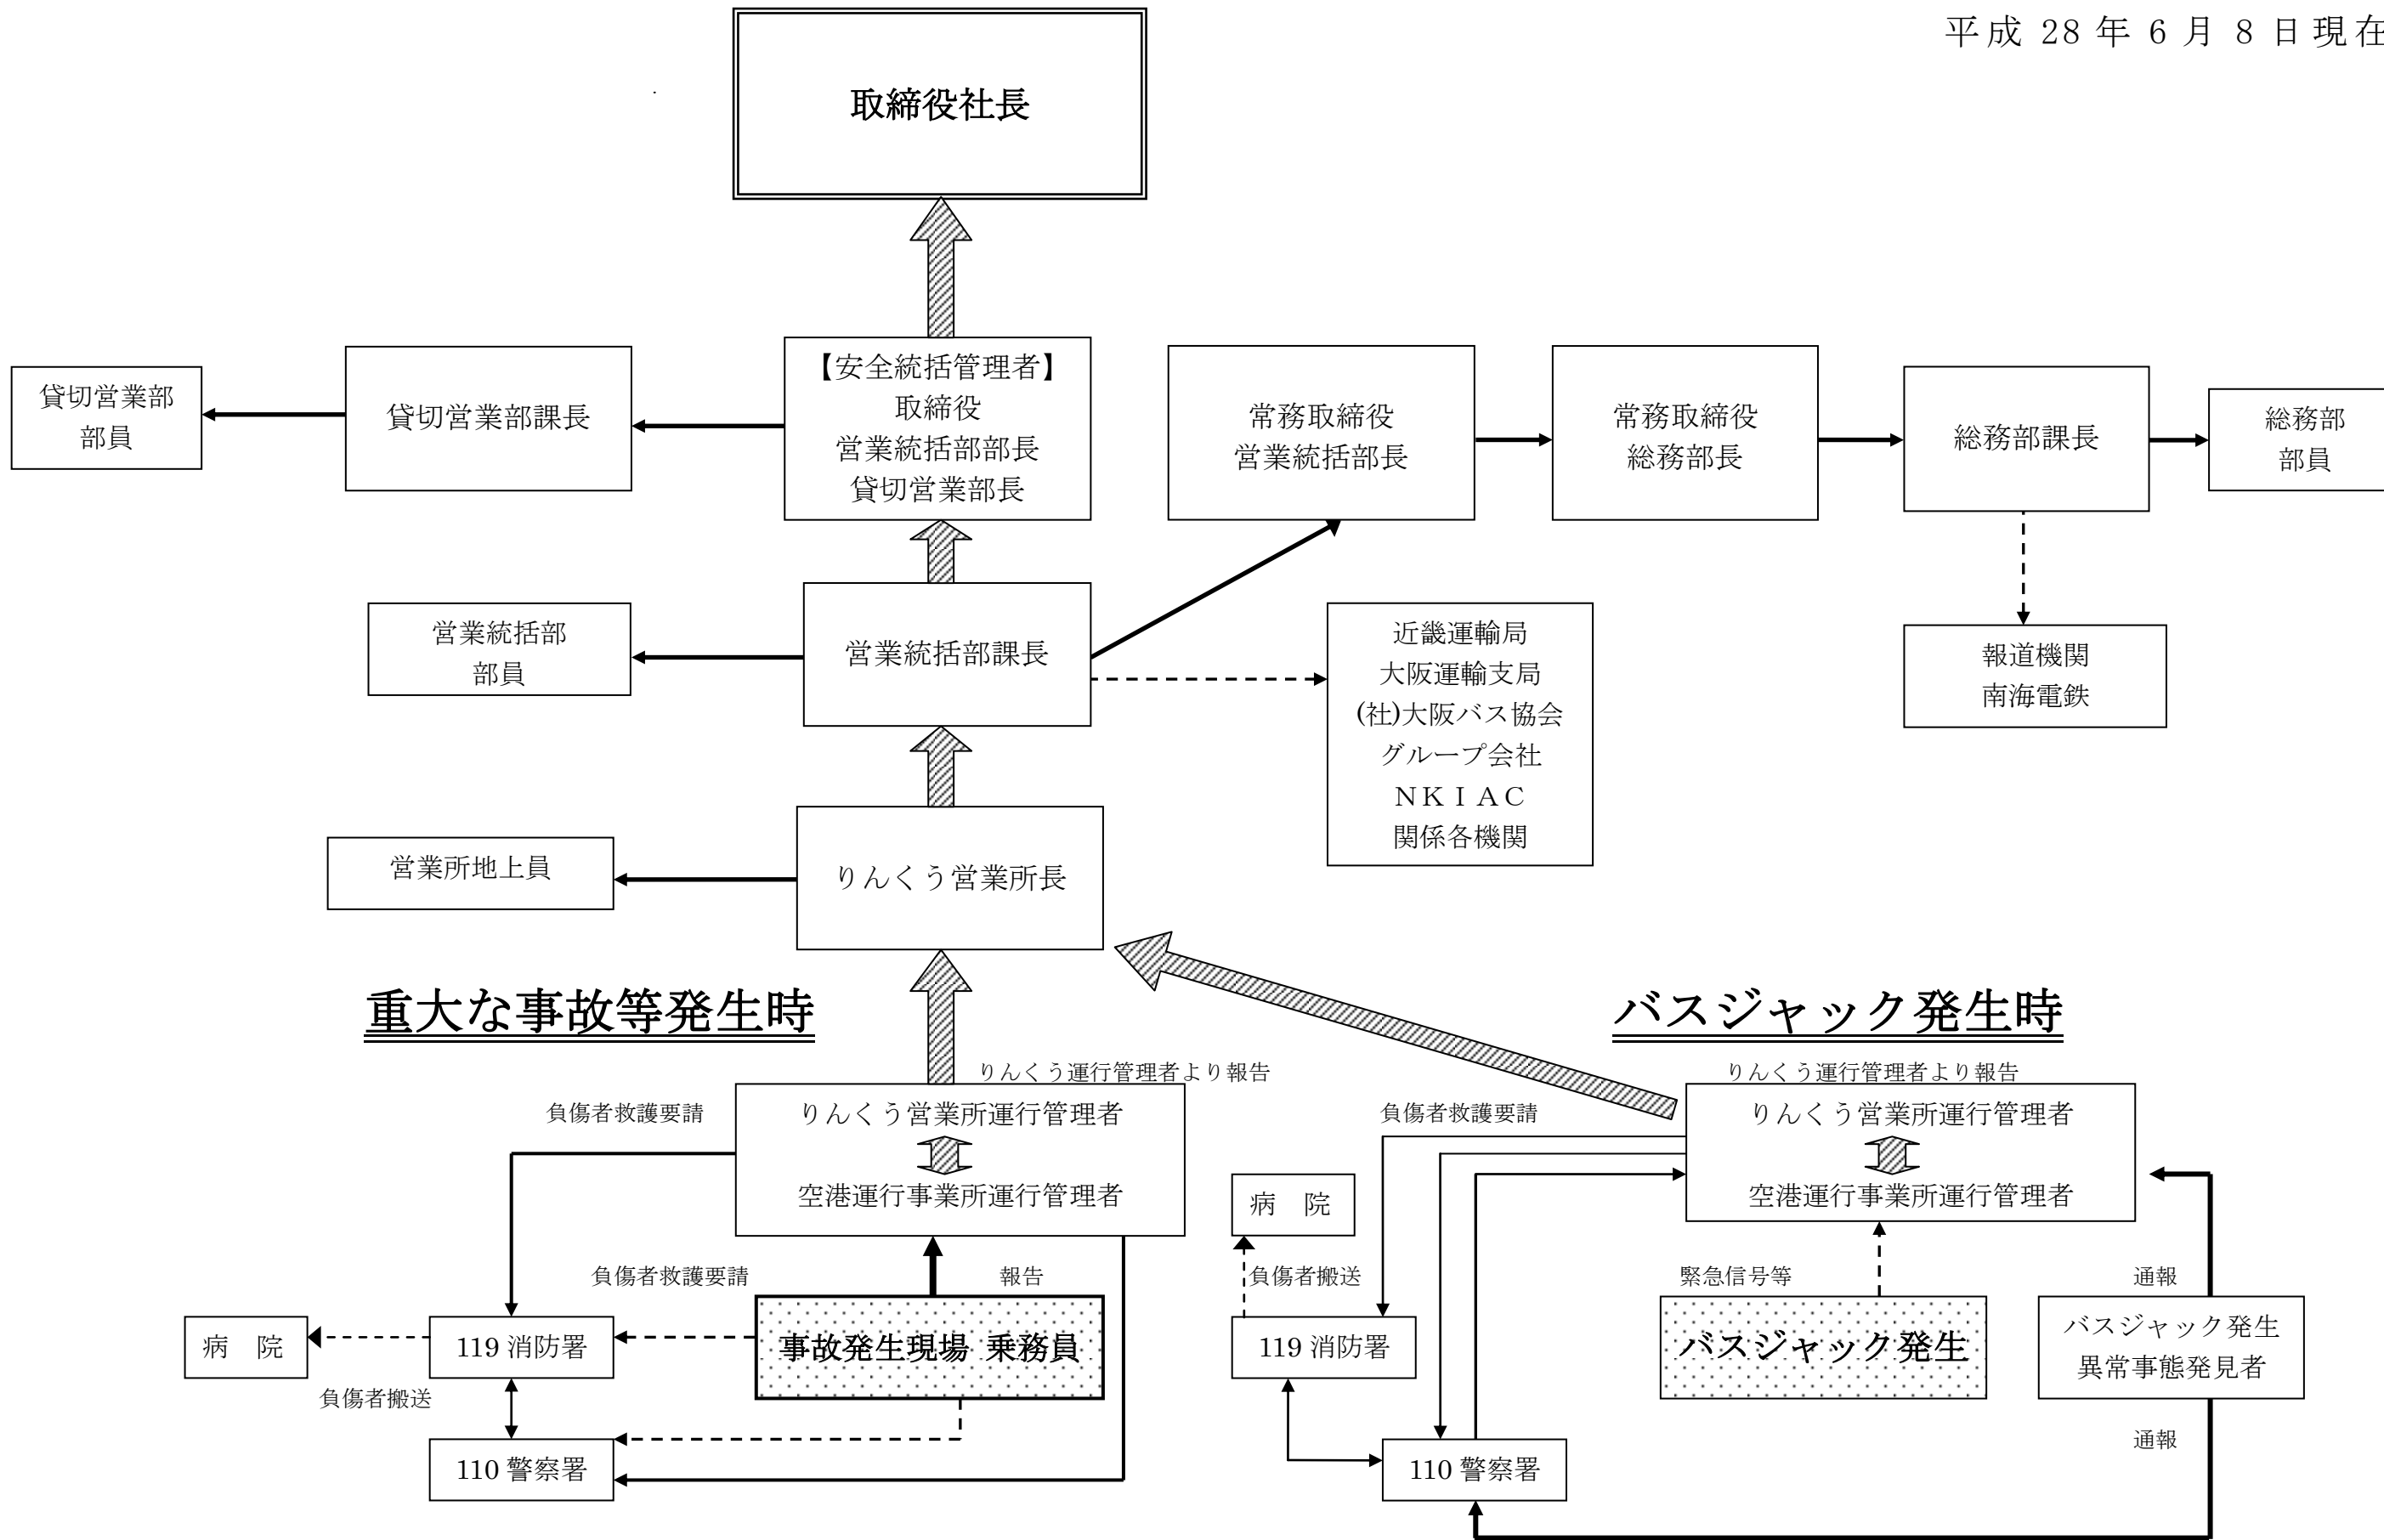 平成 28 年 6 月 8 日現在
取締役社長
貸切営業部
部員
貸切営業部課長
【安全統括管理者】
取締役
営業統括部部長
貸切営業部長
常務取締役
営業統括部長
常務取締役
総務部長
総務部課長
総務部
部員
営業統括部
部員
営業統括部課長
近畿運輸局
大阪運輸支局
(社)大阪バス協会
グループ会社
ＮＫＩＡＣ
関係各機関
報道機関
南海電鉄
営業所地上員
りんくう営業所長
重大な事故等発生時
バスジャック発生時
りんくう運行管理者より報告
負傷者救護要請
りんくう営業所運行管理者
空港運行事業所運行管理者
負傷者救護要請
報告
病　院
119 消防署
事故発生現場 乗務員
負傷者搬送
110 警察署
りんくう運行管理者より報告
負傷者救護要請
りんくう営業所運行管理者
空港運行事業所運行管理者
病　院
負傷者搬送
緊急信号等
通報
119 消防署
バスジャック発生
バスジャック発生
異常事態発見者
通報
110 警察署